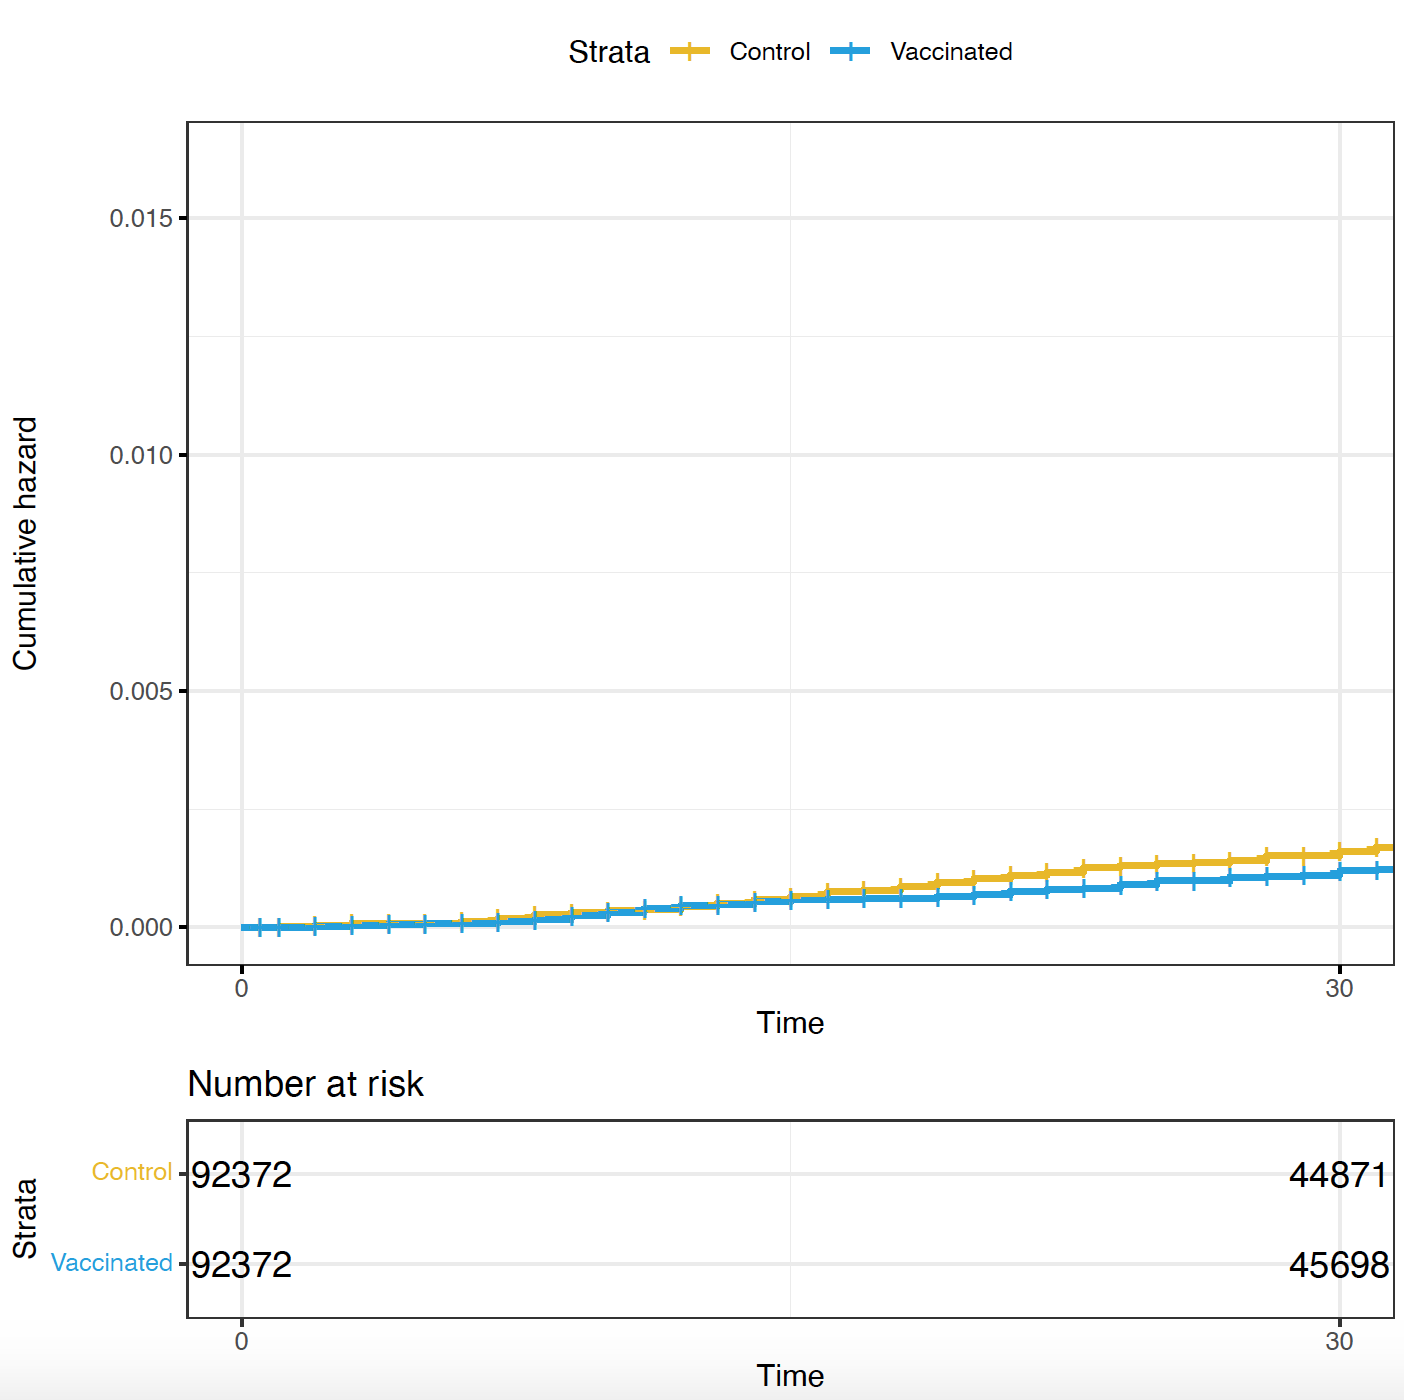 Strata Control Vaccinated
Cumulative hazard
0.015
0.010
0.005
0.000
0 30
Time
Number at risk
Strata
Control 92372 44871
Vaccinated 92372 45698
0 30
Time